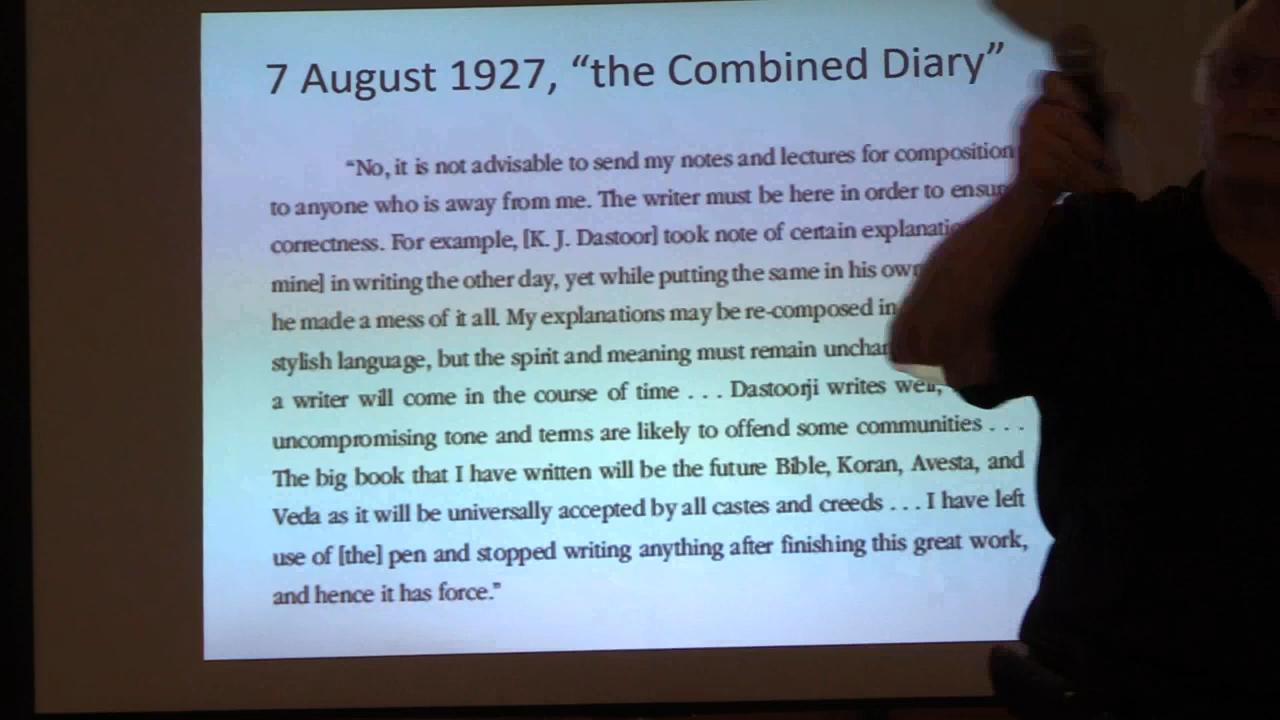 7 August 1927, “the Combined Diary”
“No, it is not advisable to send my notes and lectures for composition
to anyone who is away from me. The writer must be here in order to
correctness. For example, [K. J. Dastoor] took note of certain
mine] in writing the other day, yet while putting the same in his
he made a mess of it all. My explanations may be re-composed in
stylish language, but the spirit and meaning must remain
a writer will come in the course of time . . . Dastoorji writes well,
uncompromising tone and terms are likely to offend some communities . . .
The big book that I have written will be the future Bible, Koran, Avesta, and
Veda as it will be universally accepted by all castes and creeds . . . I have left
use of [the] pen and stopped writing anything after finishing this great work,
and hence it has force.”